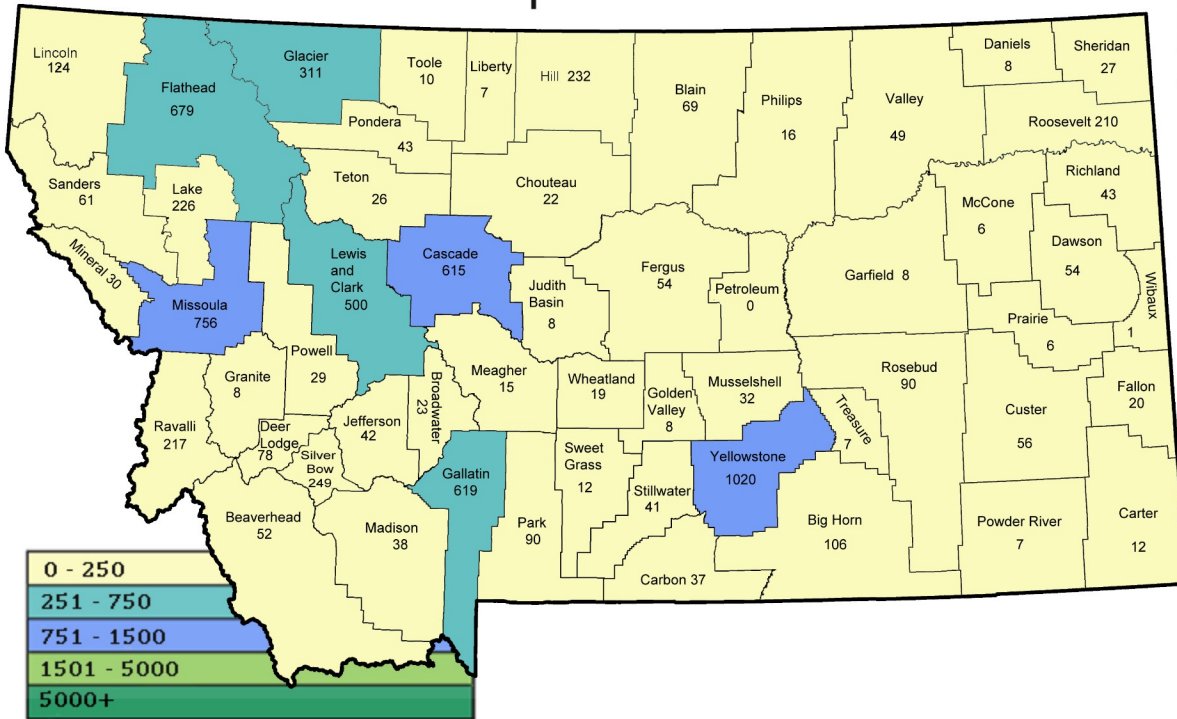 Lincoln
124
Flathead
679
Glacier
311
Toole
10
Liberty
7
Hill 232
Blain
69
Philips
16
Valley
49
Daniels
8
Sheridan
27
Roosevelt 210
Pondera
43
Teton
26
Chouteau
22
Sanders
61
Lake
226
Mineral 30
Missoula
756
Lewis
and
Clark
500
Cascade
615
Judith
Basin
8
Fergus
54
Petroleum
0
Garfield 8
McCone
6
Richland
43
Dawson
54
Wibaux
1
Prairie
6
Powell
29
Granite
8
Deer
Lodge
78
Silver
Bow
249
Ravalli
217
Jefferson
42
Broadwater
23
Meagher
15
Wheatland
19
Golden
Valley
8
Musselshell
32
Treasure
7
Rosebud
90
Custer
56
Fallon
20
Gallatin
619
Sweet
Grass
12
Stillwater
41
Yellowstone
1020
Beaverhead
52
Madison
38
Park
90
Carbon 37
Big Horn
106
Powder River
7
Carter
12
0 - 250
251 - 750
751 - 1500
1501 - 5000
5000+